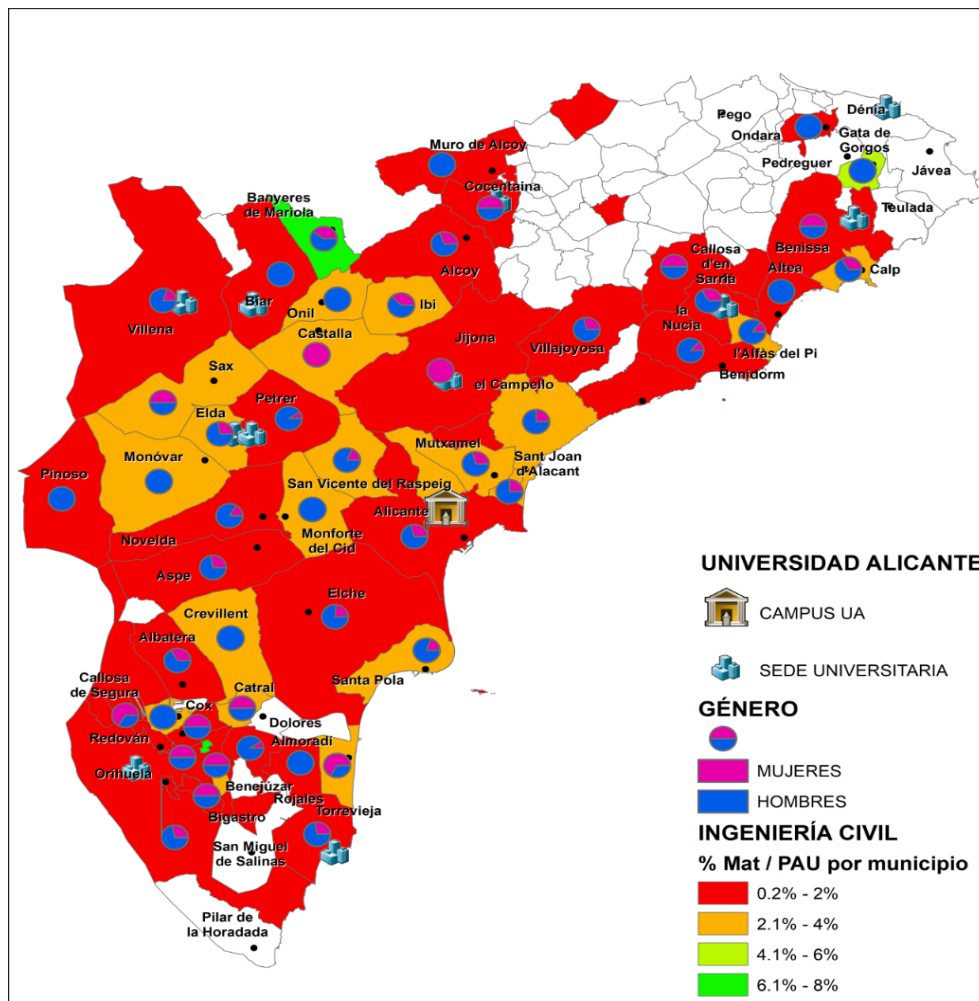 Pego
Dénia
Ondara
Gata de
Gorgos
Muro de Alcoy
Pedreguer
Jávea
Cocentaina
Banyeres
de Mariola
Teulada
Alcoy
Callosa
d'en
Sarria
Benissa
Altea
Calp
Villena
Biar
Onil
Ibi
la
Nucia
Castalla
Jijona
Villajoyosa
l'Alfàs del Pi
Benidorm
Sax
el Campello
Petrer
Elda
Mutxamel
Sant Joan
d'Alacant
Monóvar
Pinoso
San Vicente del Raspeig
Alicante
Novelda
Monforte
del Cid
Aspe
Elche
Crevillent
Albatera
Callosa
de Segura
Santa Pola
Catral
Cox
Dolores
Redován
Almoradí
Orihuela
Benejúzar
Rojales
Bigastro
Torrevieja
San Miguel
de Salinas
Pilar de
la Horadada
UNIVERSIDAD ALICANTE
CAMPUS UA
SEDE UNIVERSITARIA
GÉNERO
MUJERES
HOMBRES
INGENIERÍA CIVIL
% Mat / PAU por municipio
0.2% - 2%
2.1% - 4%
4.1% - 6%
6.1% - 8%